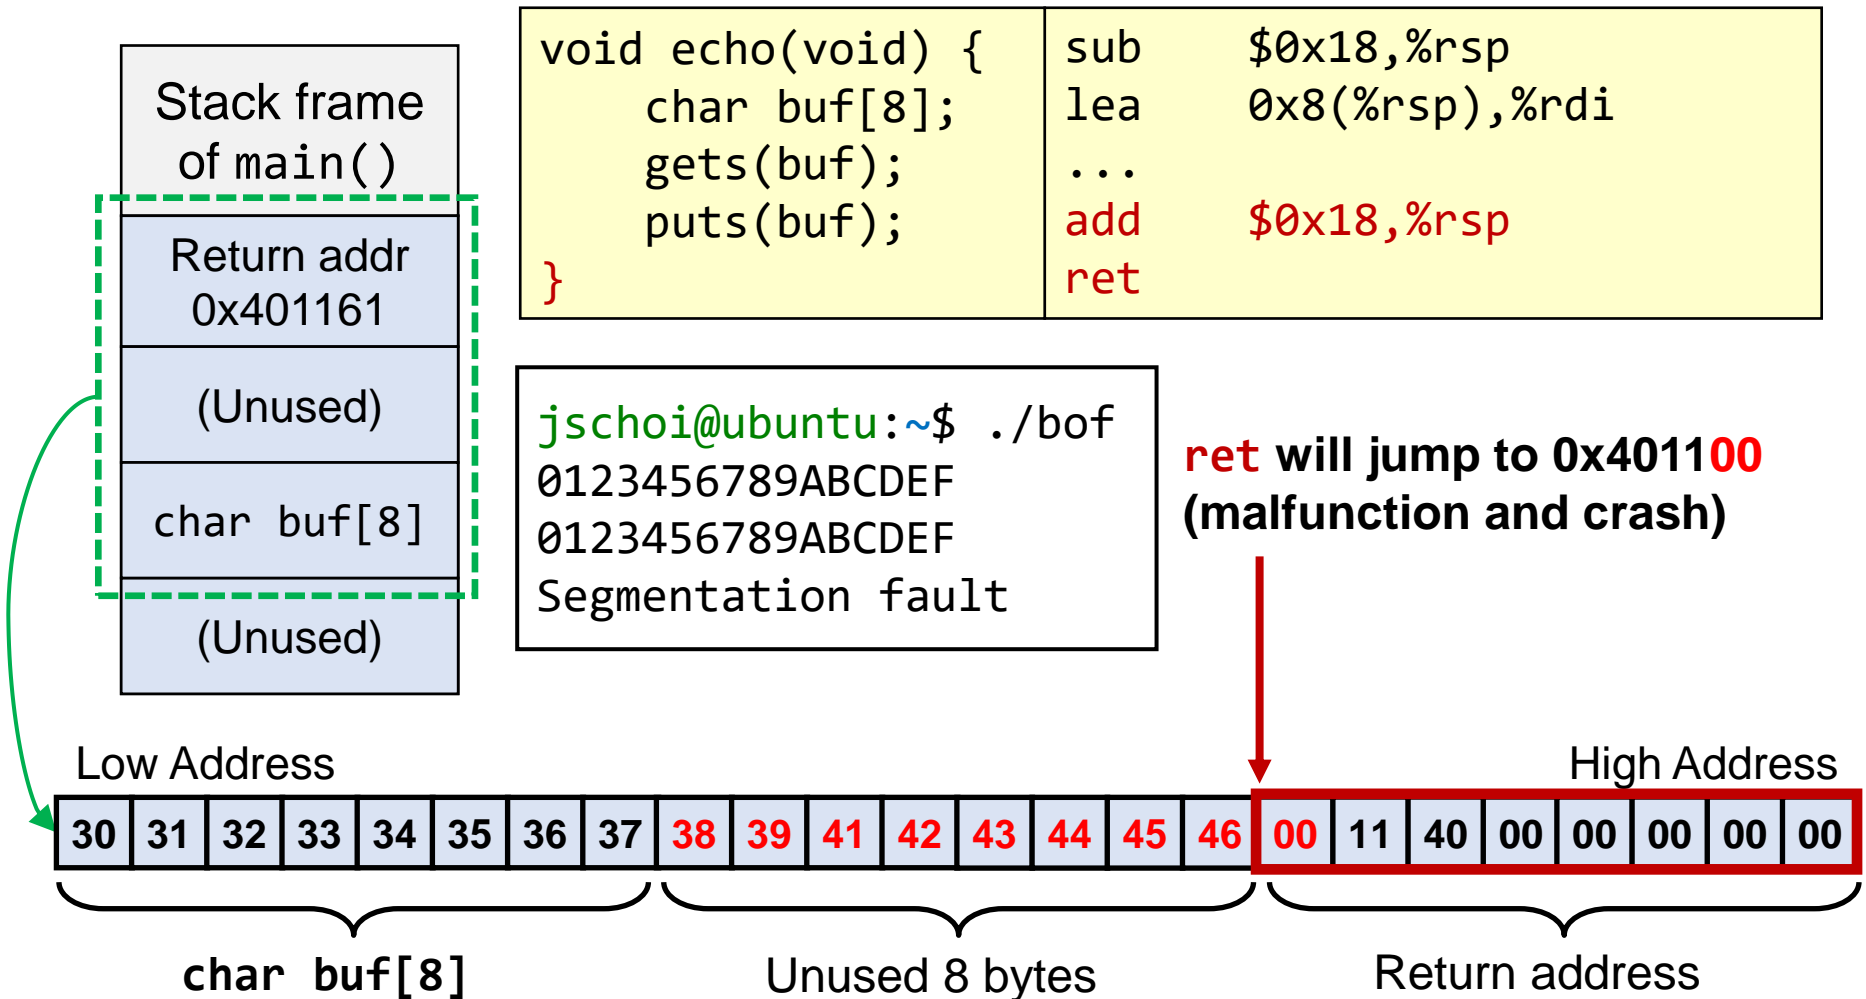 Stack frame
of main()
Return addr
0x401161
(Unused)
char buf[8]
(Unused)
void echo(void) {
char buf[8];
gets(buf);
puts(buf);
}
sub $0x18,%rsp
lea 0x8(%rsp),%rdi
...
add $0x18,%rsp
ret
jschoi@ubuntu:~$ ./bof
0123456789ABCDEF
0123456789ABCDEF
Segmentation fault
ret will jump to 0x401100
(malfunction and crash)
Low Address
High Address
30 31 32 33 34 35 36 37 38 39 41 42 43 44 45 46 00 11 40 00 00 00 00 00
char buf[8]
Unused 8 bytes
Return address